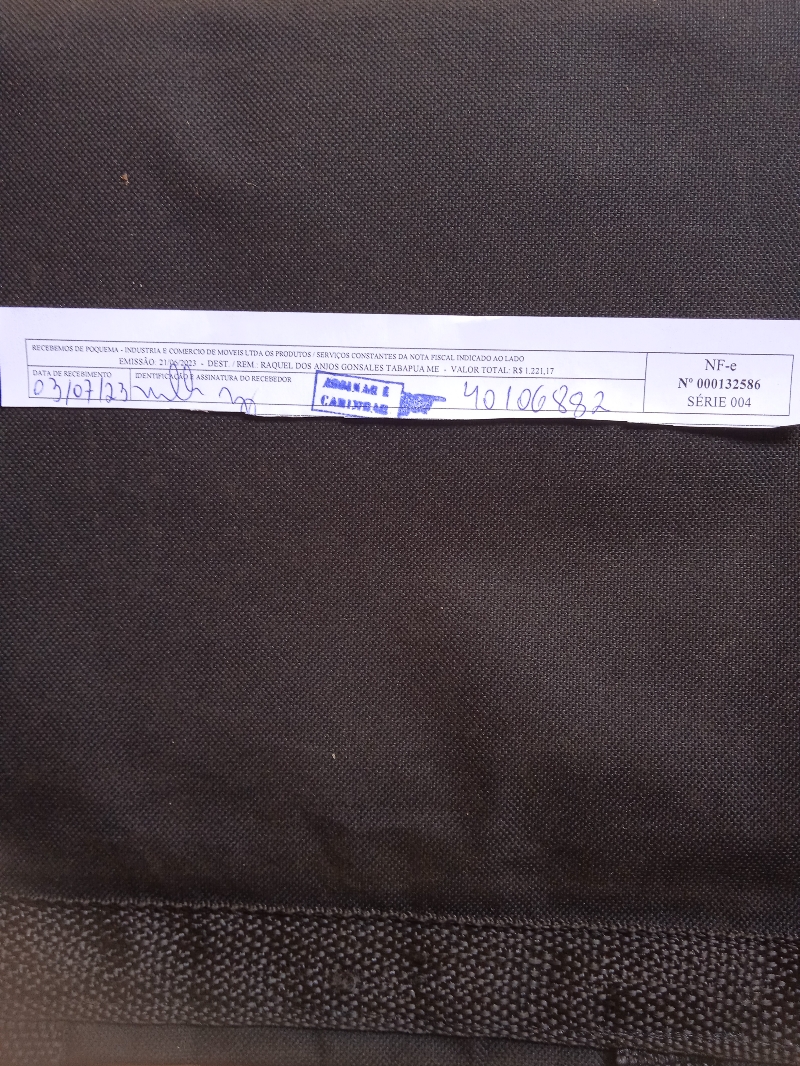 RECEBEMOS DE POQUEMA - INDUSTRIA E COMERCIO DE MOVEIS LTDA OS PRODUTOS / SERVIÇOS CONSTANTES DA NOTA FISCAL INDICADO AO LADO
EMISSÃO: 21/06/2023 - DEST. / REM.: RAQUEL DOS ANJOS GONSALES TABAPUA ME - VALOR TOTAL: R$ 1.221,17
DATA DE RECEBIMENTO
03/07/23
IDENTIFICAÇÃO E ASSINATURA DO RECEBEDOR
ASSINAR E
CARIMBAR
40106882
NF-e
Nº 000132586
SÉRIE 004